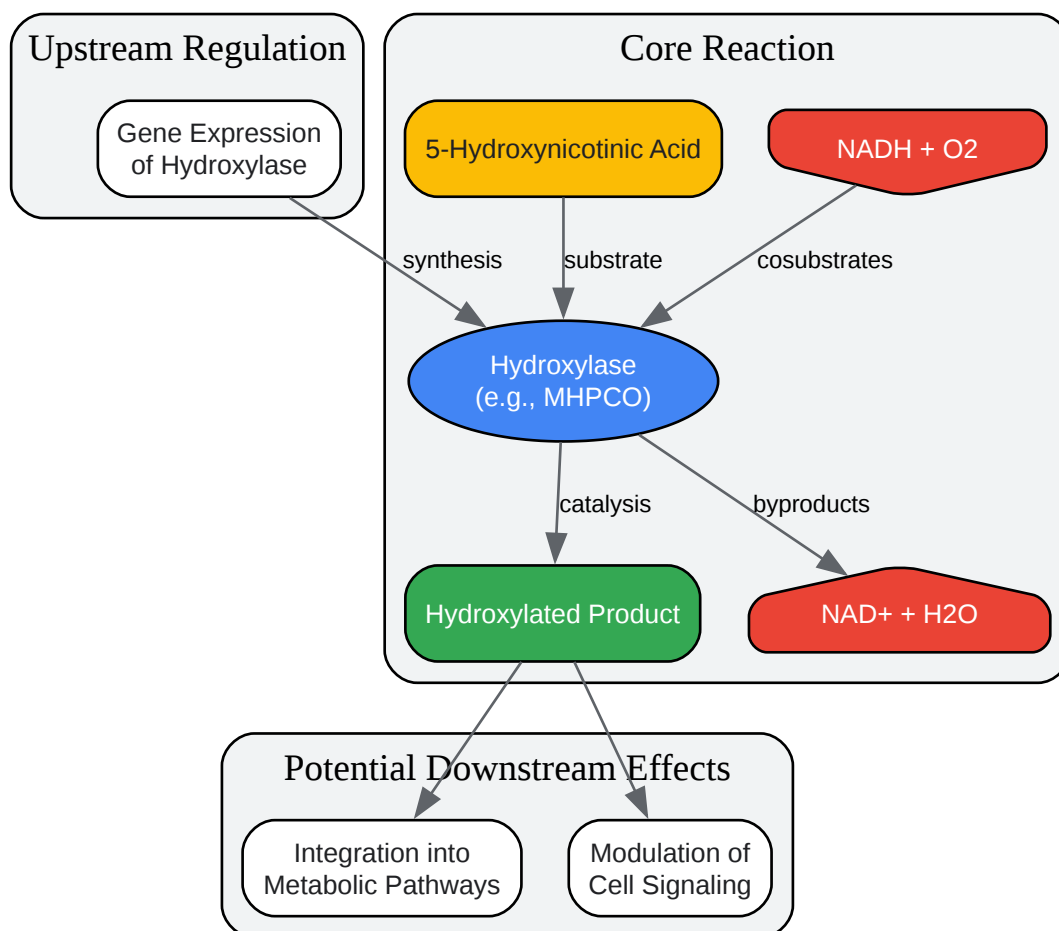 Upstream Regulation
Core Reaction
Gene Expression
of Hydroxylase
5-Hydroxynicotinic Acid
NADH + O2
synthesis
substrate
cosubstrates
Hydroxylase
(e.g., MHPCO)
catalysis
byproducts
Hydroxylated Product
NAD+ + H2O
Potential Downstream Effects
Integration into
Metabolic Pathways
Modulation of
Cell Signaling